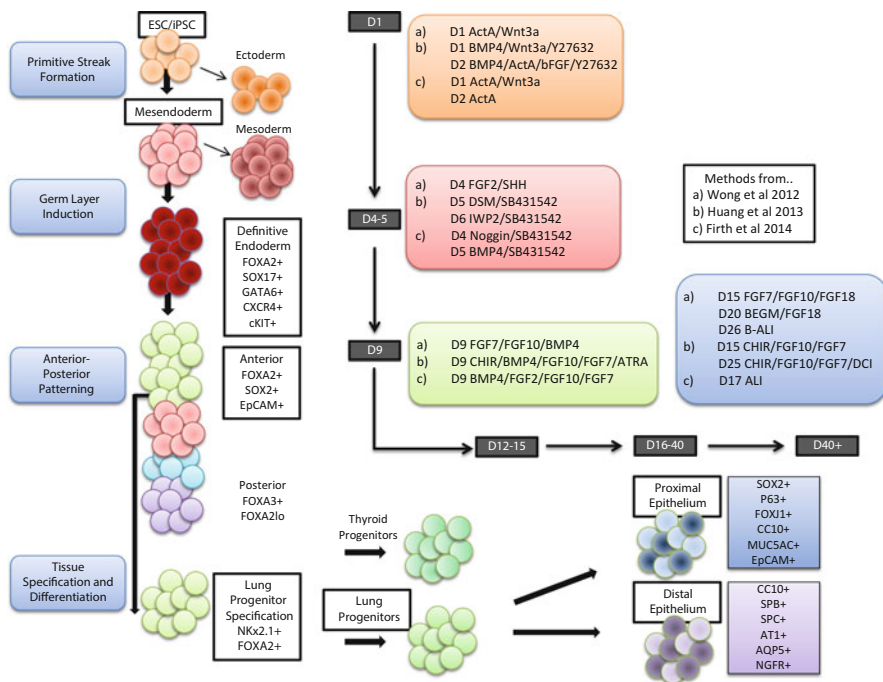 ESC/iPSC
Primitive Streak
Formation
Ectoderm
Mesendoderm
Mesoderm
Germ Layer
Induction
Definitive
Endoderm
FOXA2+
SOX17+
GATA6+
CXCR4+
cKIT+
Anterior-
Posterior
Patterning
Anterior
FOXA2+
SOX2+
EpCAM+
Posterior
FOXA3+
FOXA2lo
Tissue
Specification and
Differentiation
Lung
Progenitor
Specification
NKx2.1+
FOXA2+
D1
a) D1 ActA/Wnt3a
b) D1 BMP4/Wnt3a/Y27632
D2 BMP4/ActA/bFGF/Y27632
c) D1 ActA/Wnt3a
D2 ActA
D4-5
a) D4 FGF2/SHH
b) D5 DSM/SB431542
D6 IWP2/SB431542
c) D4 Noggin/SB431542
D5 BMP4/SB431542
Methods from..
a) Wong et al 2012
b) Huang et al 2013
c) Firth et al 2014
D9
a) D9 FGF7/FGF10/BMP4
b) D9 CHIR/BMP4/FGF10/FGF7/ATRA
c) D9 BMP4/FGF2/FGF10/FGF7
a) D15 FGF7/FGF10/FGF18
D20 BEGM/FGF18
D26 B-ALI
b) D15 CHIR/FGF10/FGF7
D25 CHIR/FGF10/FGF7/DCI
c) D17 ALI
D12-15
D16-40
D40+
Thyroid
Progenitors
Lung
Progenitors
Proximal
Epithelium
SOX2+
P63+
FOXJ1+
CC10+
MUC5AC+
EpCAM+
Distal
Epithelium
CC10+
SPB+
SPC+
AT1+
AQP5+
NGFR+